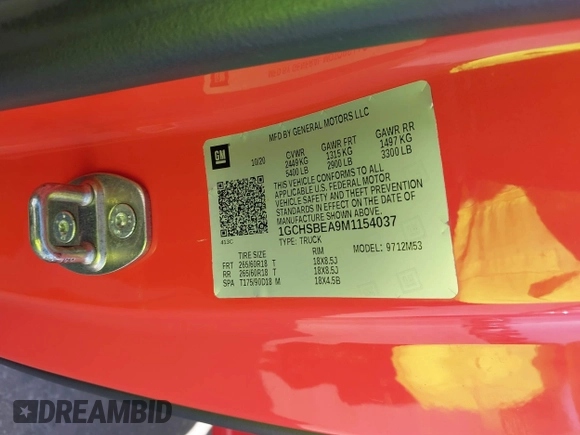 MFD BY GENERAL MOTORS LLC
GM
10/20
GVWR GAWR FRT GAWR RR
2449 KG 1315 KG 1497 KG
5400 LB 2900 LB 3300 LB
THIS VEHICLE CONFORMS TO ALL
APPLICABLE U.S. FEDERAL MOTOR
VEHICLE SAFETY AND THEFT PREVENTION
STANDARDS IN EFFECT ON THE DATE OF
MANUFACTURE SHOWN ABOVE.
1GCHSBEA9M1154037
453C TYPE: TRUCK MODEL: 9712M53
TIRE SIZE RIM
FRT 265/60R18 T 18X8.5J
RR 265/60R18 T 18X8.5J
SPA T175/90D18 M 18X4.5B
DREAMBID